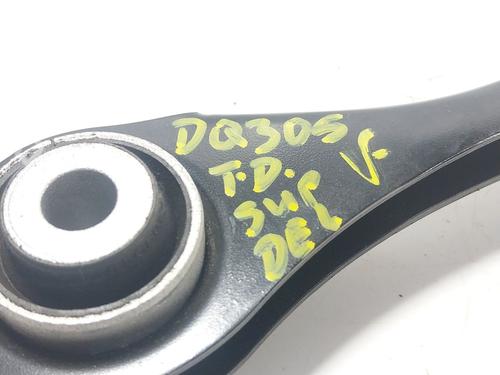 DQ305
T.D. V.
SUP
DEL